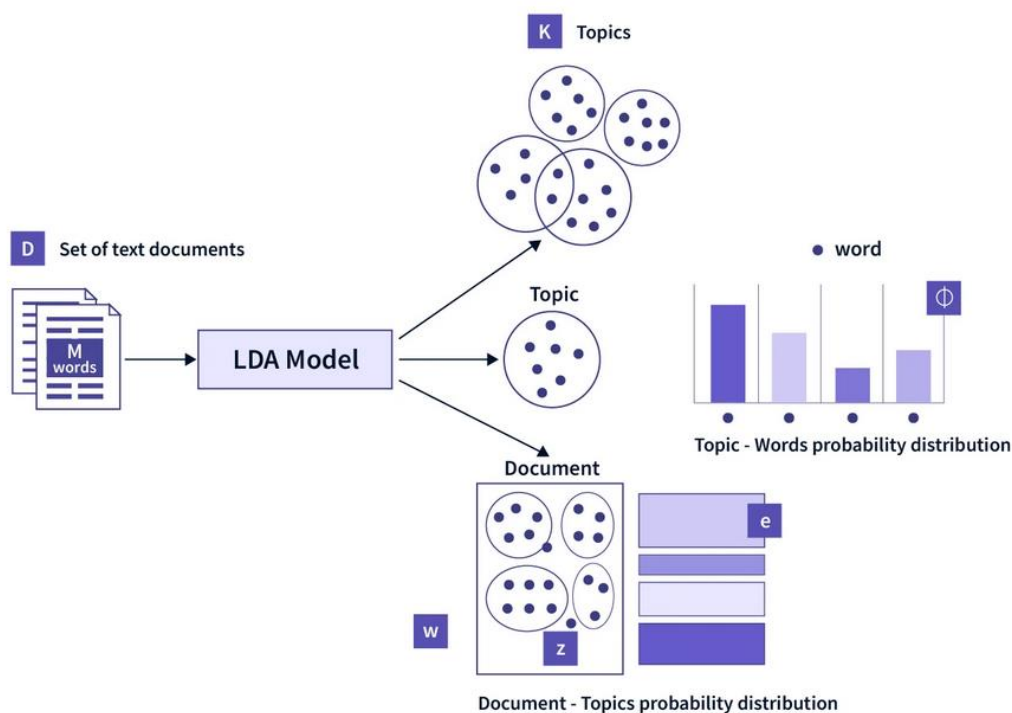 K Topics
D Set of text documents
M
words
LDA Model
Topic
word
Φ
Topic - Words probability distribution
Document
e
w
z
Document - Topics probability distribution